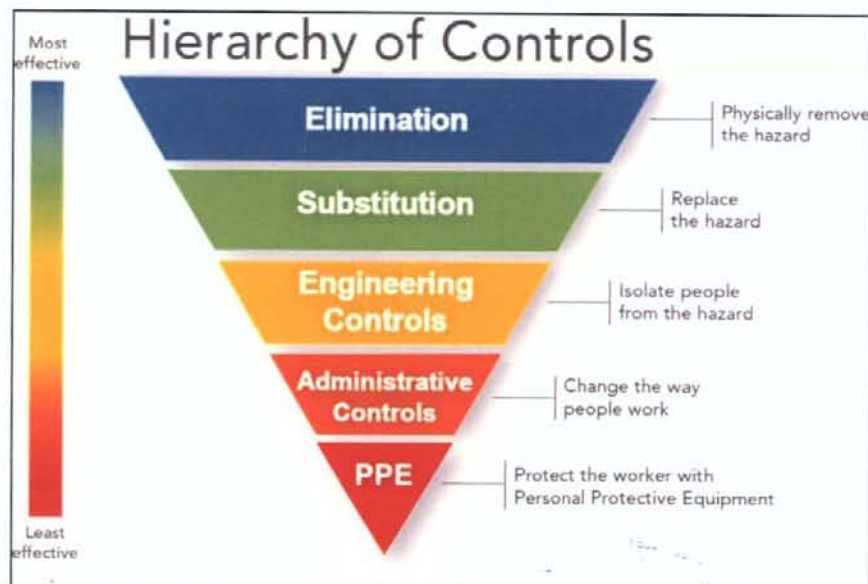 Hierarchy of Controls
Most
effective
Elimination
Physically remove
the hazard
Substitution
Replace
the hazard
Engineering
Controls
Isolate people
from the hazard
Administrative
Controls
Change the way
people work
PPE
Protect the worker with
Personal Protective Equipment
Least
effective